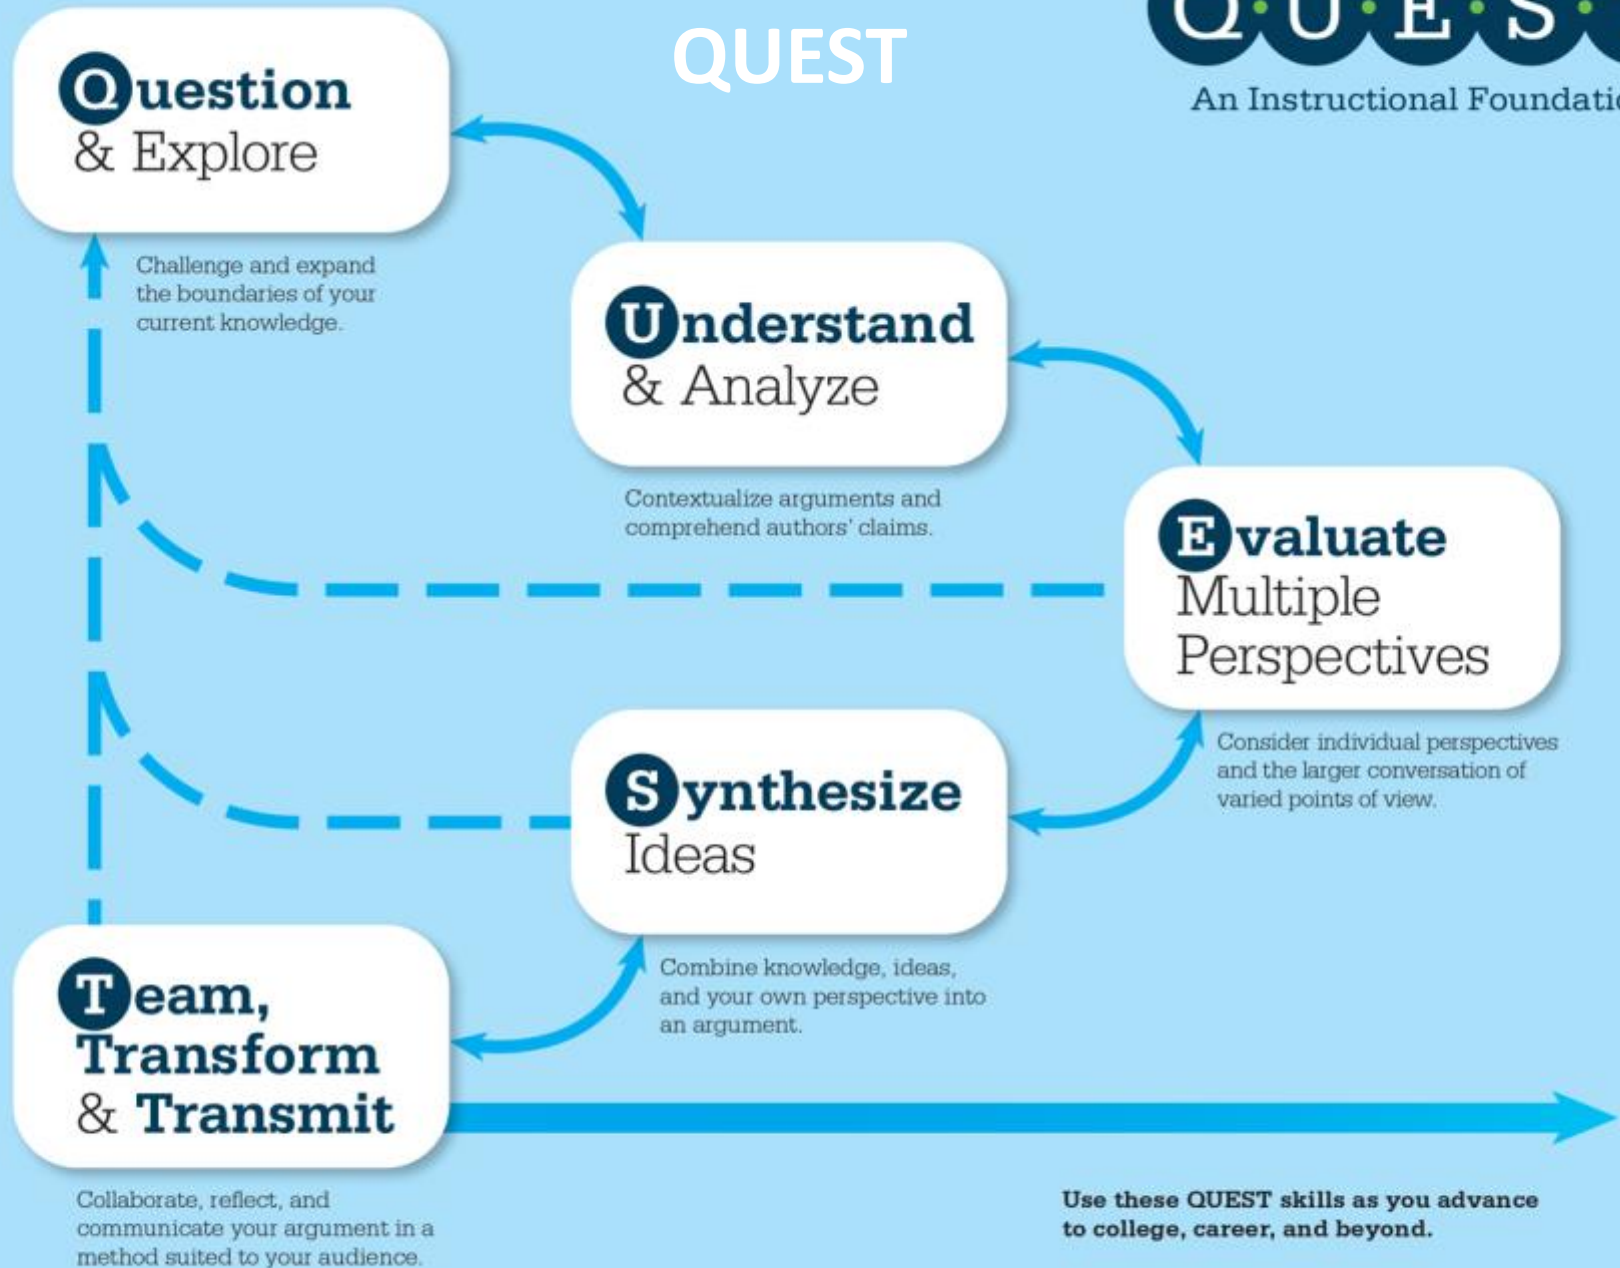 QUEST
Q·U·E·S·
An Instructional
Question
& Explore
Challenge and expand
the boundaries of your
current knowledge.
Understand
& Analyze
Contextualize arguments and
comprehend authors' claims.
Evaluate
Multiple
Perspectives
Consider individual perspectives
and the larger conversation of
varied points of view.
Synthesize
Ideas
Combine knowledge, ideas,
and your own perspective into
an argument.
Team,
Transform
& Transmit
Collaborate, reflect, and
communicate your argument in a
method suited to your audience.
Use these QUEST skills as you advance
to college, career, and beyond.